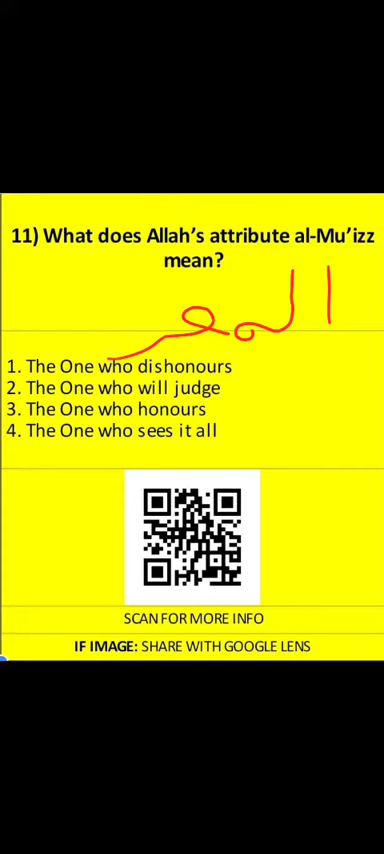 11) What does Allah's attribute al-Mu'izz
mean?
1. The One who dishonours
2. The One who will judge
3. The One who honours
4. The One who sees it all
SCAN FOR MORE INFO
IF IMAGE: SHARE WITH GOOGLE LENS